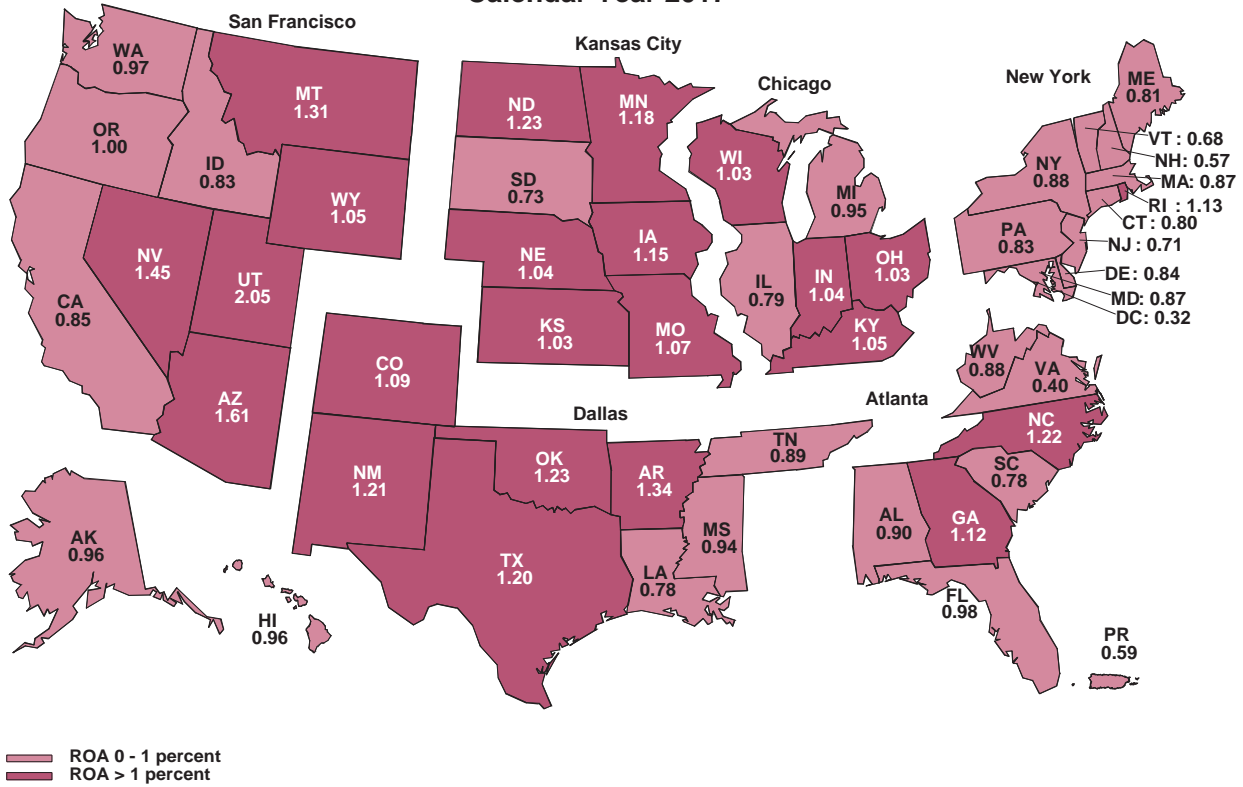 Calendar Year
San Francisco
Kansas City
Chicago
New York
Dallas
Atlanta
WA
0.97
OR
1.00
ID
0.83
MT
1.31
WY
1.05
NV
1.45
UT
2.05
CA
0.85
AZ
1.61
AK
0.96
HI
0.96
ND
1.23
MN
1.18
SD
0.73
NE
1.04
IA
1.15
KS
1.03
MO
1.07
WI
1.03
MI
0.95
IL
0.79
IN
1.04
OH
1.03
KY
1.05
ME
0.81
NY
0.88
PA
0.83
VT : 0.68
NH: 0.57
MA: 0.87
RI : 1.13
CT: 0.80
NJ : 0.71
DE: 0.84
MD: 0.87
DC: 0.32
CO
1.09
NM
1.21
OK
1.23
TX
1.20
AR
1.34
LA
0.78
TN
0.89
MS
0.94
WV
0.88
VA
0.40
NC
1.22
SC
0.78
AL
0.90
GA
1.12
FL
0.98
PR
0.59
ROA 0 - 1 percent
ROA > 1 percent